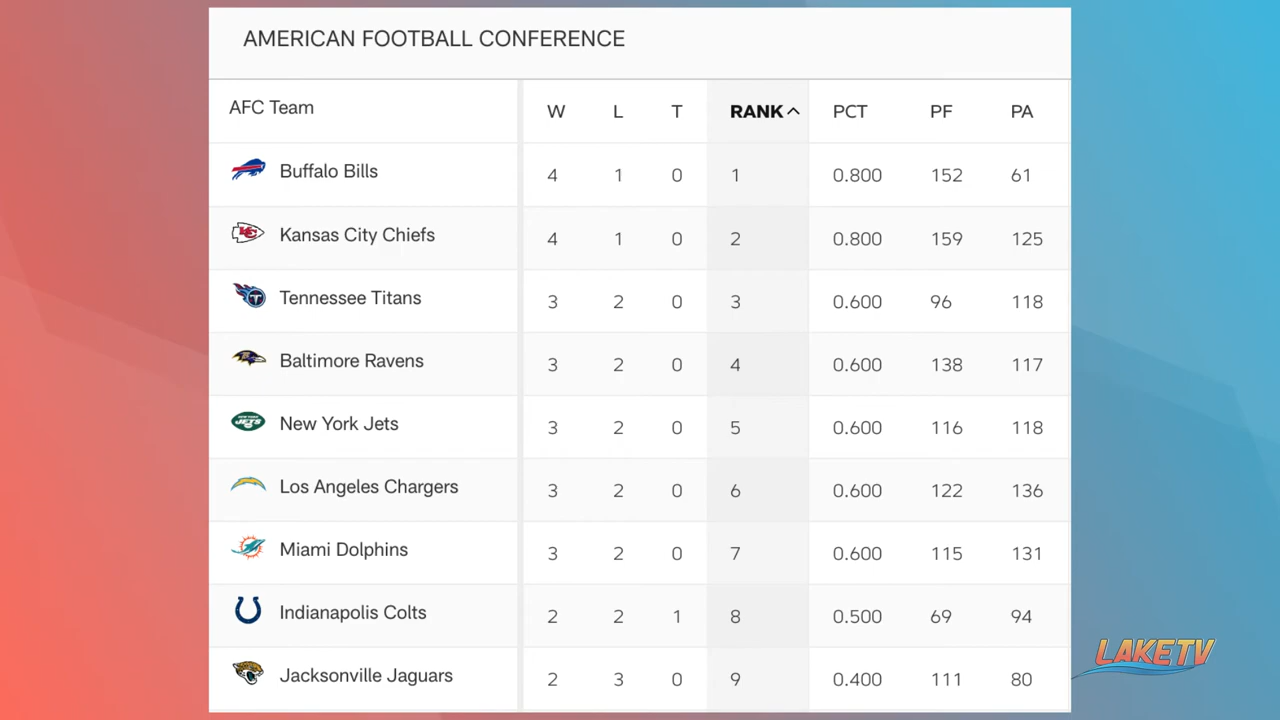 AMERICAN FOOTBALL CONFERENCE
AFC Team W L T RANK PCT PF PA
Buffalo Bills 4 1 0 1 0.800 152 61
Kansas City Chiefs 4 1 0 2 0.800 159 125
Tennessee Titans 3 2 0 3 0.600 96 118
Baltimore Ravens 3 2 0 4 0.600 138 117
JETS New York Jets 3 2 0 5 0.600 116 118
Los Angeles Chargers 3 2 0 6 0.600 122 136
Miami Dolphins 3 2 0 7 0.600 115 131
Indianapolis Colts 2 2 1 8 0.500 69 94
Jacksonville Jaguars 2 3 0 9 0.400 111 80
LAKETV